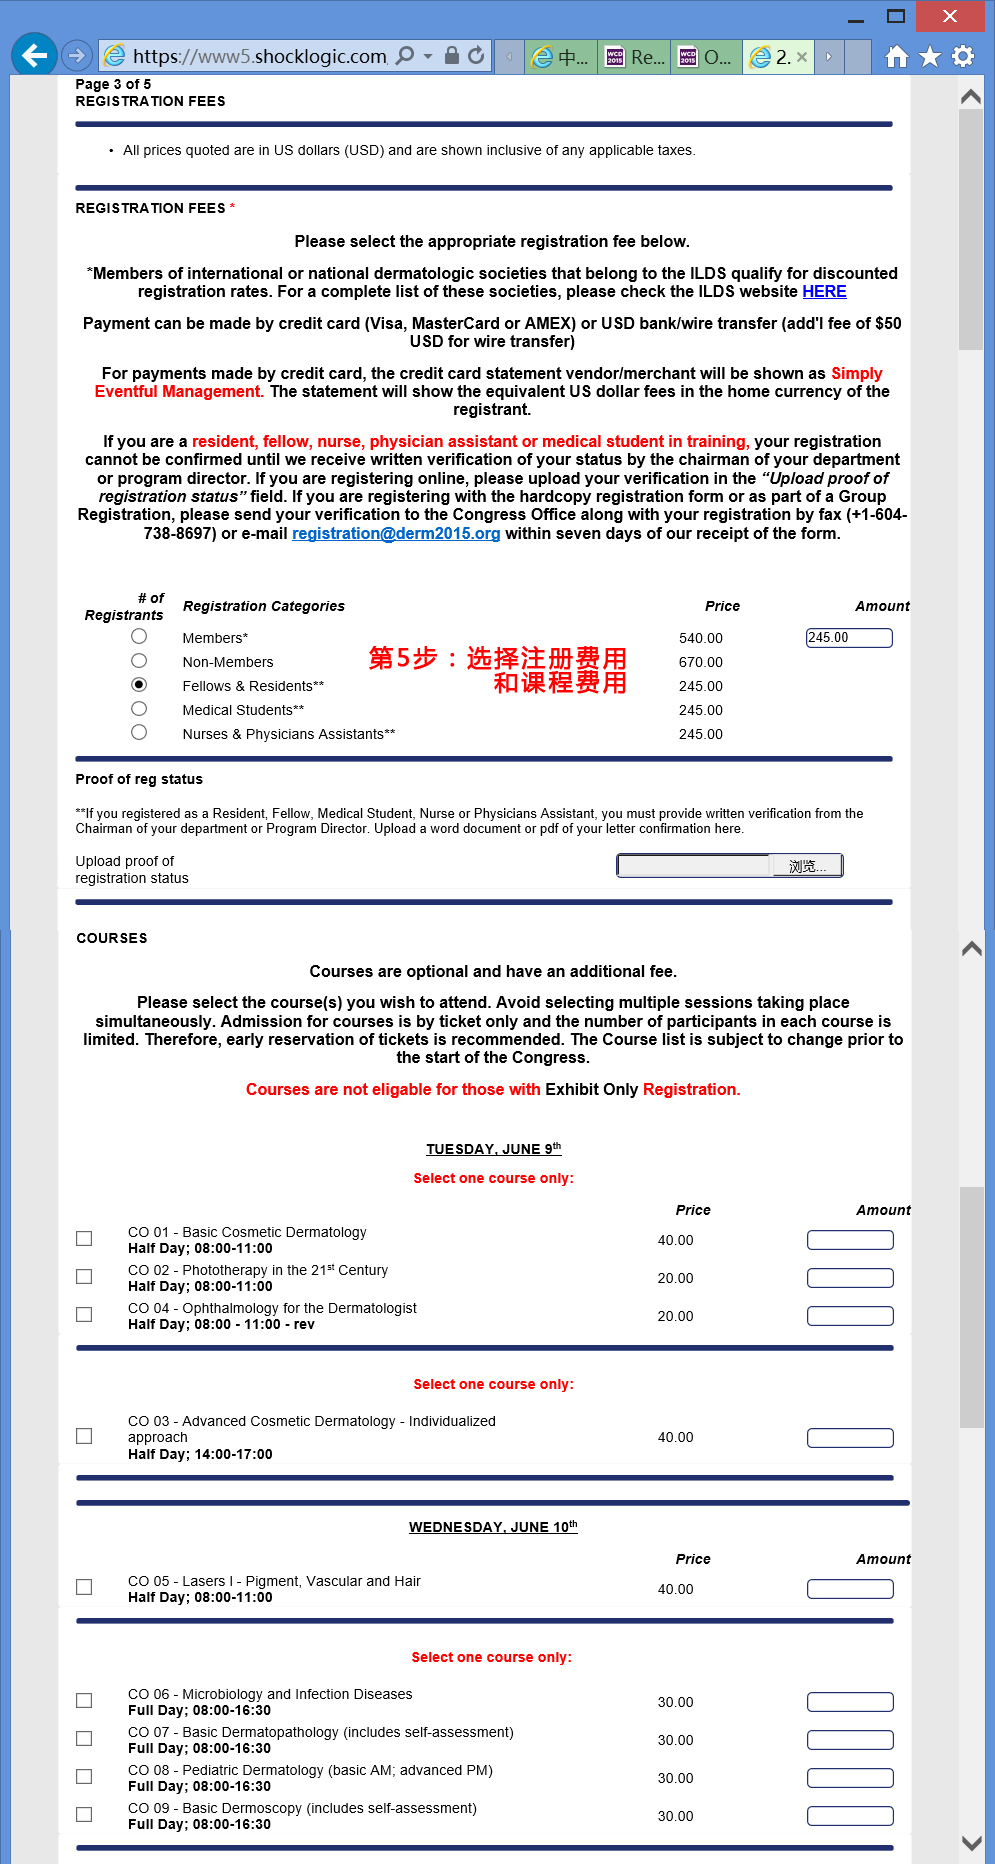 https://www5.shocklogic.com
中...
Re...
O...
2.
Page 3 of 5
REGISTRATION FEES
• All prices quoted are in US dollars (USD) and are shown inclusive of any applicable taxes.
REGISTRATION FEES *
Please select the appropriate registration fee below.
*Members of international or national dermatologic societies that belong to the ILDS qualify for discounted
registration rates. For a complete list of these societies, please check the ILDS website HERE
Payment can be made by credit card (Visa, MasterCard or AMEX) or USD bank/wire transfer (add'l fee of $50
USD for wire transfer)
For payments made by credit card, the credit card statement vendor/merchant will be shown as Simply
Eventful Management. The statement will show the equivalent US dollar fees in the home currency of the
registrant.
If you are a resident, fellow, nurse, physician assistant or medical student in training, your registration
cannot be confirmed until we receive written verification of your status by the chairman of your department
or program director. If you are registering online, please upload your verification in the “Upload proof of
registration status” field. If you are registering with the hardcopy registration form or as part of a Group
Registration, please send your verification to the Congress Office along with your registration by fax (+1-604-
738-8697) or e-mail registration@derm2015.org within seven days of our receipt of the form.
# of
Registrants Registration Categories Price Amount
Members* 540.00 245.00
Non-Members 670.00
Fellows & Residents** 245.00
Medical Students** 245.00
Nurses & Physicians Assistants** 245.00
第5步：选择注册费用
和课程费用
Proof of reg status
**If you registered as a Resident, Fellow, Medical Student, Nurse or Physicians Assistant, you must provide written verification from the
Chairman of your department or Program Director. Upload a word document or pdf of your letter confirmation here.
Upload proof of
registration status
浏览...
COURSES
Courses are optional and have an additional fee.
Please select the course(s) you wish to attend. Avoid selecting multiple sessions taking place
simultaneously. Admission for courses is by ticket only and the number of participants in each course is
limited. Therefore, early reservation of tickets is recommended. The Course list is subject to change prior to
the start of the Congress.
Courses are not eligable for those with Exhibit Only Registration.
TUESDAY, JUNE 9th
Select one course only:
Price Amount
CO 01 - Basic Cosmetic Dermatology
Half Day; 08:00-11:00 40.00
CO 02 - Phototherapy in the 21st Century
Half Day; 08:00-11:00 20.00
CO 04 - Ophthalmology for the Dermatologist
Half Day; 08:00 - 11:00 - rev 20.00
Select one course only:
CO 03 - Advanced Cosmetic Dermatology - Individualized
approach 40.00
Half Day; 14:00-17:00
WEDNESDAY, JUNE 10th
Price Amount
CO 05 - Lasers I - Pigment, Vascular and Hair
Half Day; 08:00-11:00 40.00
Select one course only:
CO 06 - Microbiology and Infection Diseases
Full Day; 08:00-16:30 30.00
CO 07 - Basic Dermatopathology (includes self-assessment)
Full Day; 08:00-16:30 30.00
CO 08 - Pediatric Dermatology (basic AM; advanced PM)
Full Day; 08:00-16:30 30.00
CO 09 - Basic Dermoscopy (includes self-assessment)
Full Day; 08:00-16:30 30.00